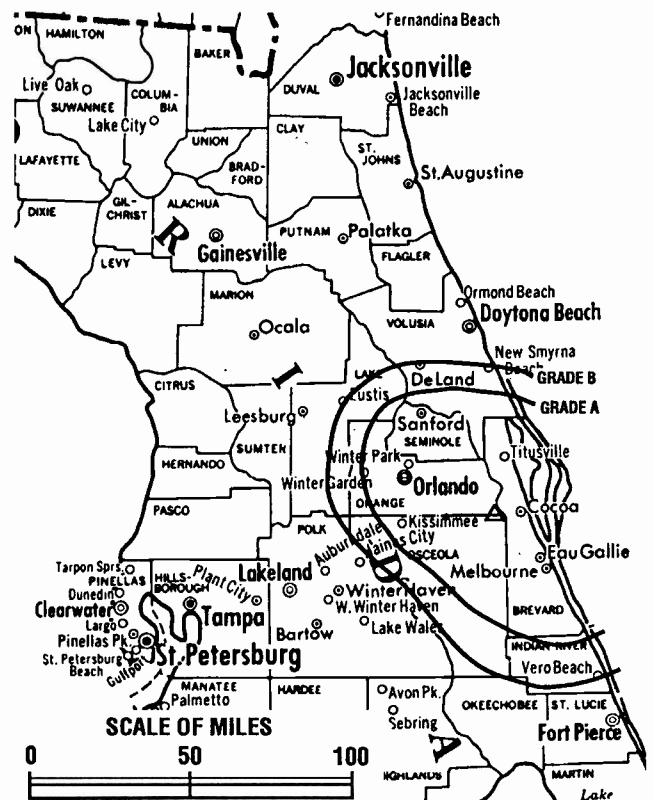 Fernandina Beach
ON
HAMILTON
BAKER
Jacksonville
Live Oak
SUWANNEE
COLUM-
BIA
DUVAL
Jacksonville
Beach
Lake City
CLAY
UNION
ST.
JOHNS
LAFAYETTE
BRAD-
FORD
St. Augustine
DIXIE
GIL-
CHRIST
ALACHUA
R
PUTNAM
Palatka
Gainesville
FLAGLER
LEVY
MARION
Ormond Beach
Daytona Beach
VOLUSIA
Ocala
New Smyrna
Beach
GRADE B
I
LAKE
DeLand
CITRUS
Eustis
GRADE A
Leesburg
Sanford
SEMINOLE
SUMTER
Winter Park
Titusville
HERNANDO
Winter Garden
Orlando
ORANGE
PASCO
Cocoa
POLK
Kissimmee
Auburndale
Haines
City
OSCEOLA
Eau Gallie
Tarpon Sprs.
PINELLAS
HILLS-
BOROUGH
Plant City
Lakeland
D
Melbourne
Dunedin
Winter Haven
Clearwater
W. Winter Haven
Tampa
BREVARD
Largo
Lake Wales
Bartow
Pinellas Pk.
INDIAN RIVER
St. Petersburg
St. Petersburg
Beach
Gulfport
Vero Beach
MANATEE
HARDEE
Avon Pk.
Palmetto
OKEECHOBEE
ST. LUCIE
Sebring
Fort Pierce
SCALE OF MILES
A
0 50 100
HIGHLANDS
MARTIN
Lake